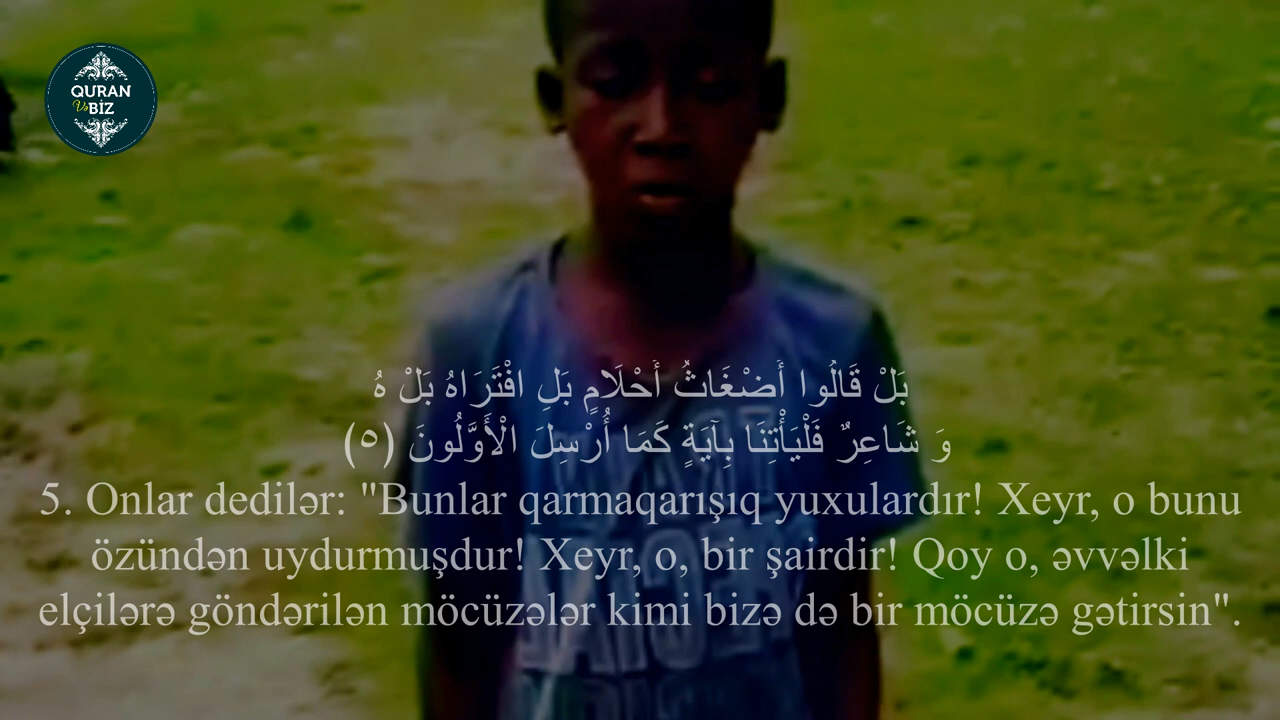 QURAN
Və
BİZ
بَلْ قَالُوا أَضْغَاثُ أَحْلَامٍ بَلِ افْتَرَاهُ بَلْ هُ
وَ شَاعِرٌ فَلْيَأْتِنَا بِآيَةٍ كَمَا أُرْسِلَ الْأَوَّلُونَ (٥)
5. Onlar dedilər: "Bunlar qarmaqarışıq yuxulardır! Xeyr, o bunu
özündən uydurmuşdur! Xeyr, o, bir şairdir! Qoy o, əvvəlki
elçilərə göndərilən möcüzələr kimi bizə də bir möcüzə gətirsin".